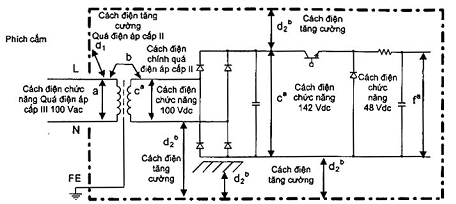 Phích cắm
Cách điện tăng
cường
Quá điện áp cấp II
d1
L
Cách điện
chính quá
điện áp cấp II
b
Cách điện chức
năng Quá điện áp
cấp III 100 Vac
a
cᵃ
Cách điện
chức năng
100 Vdc
N
FE
d2ᵇ
Cách điện
tăng
cường
d2ᵇ
Cách điện
tăng cường
cᵃ
Cách điện
chức năng
142 Vdc
Cách điện
chức
năng
48 Vdc
fᵃ
d2ᵇ
Cách điện
tăng cường
d2ᵇ